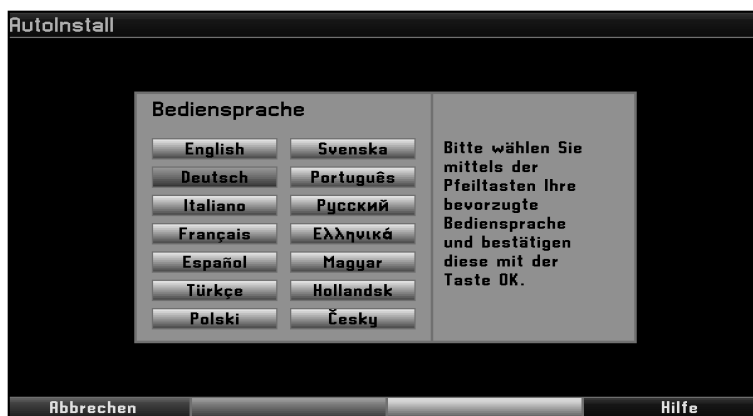 AutoInstall
Bediensprache
English
Svenska
Deutsch
Português
Italiano
Русский
Français
Ελληνικά
Español
Magyar
Türkçe
Hollandsk
Polski
Česky
Bitte wählen Sie
mittels der
Pfeiltasten Ihre
bevorzugte
Bediensprache
und bestätigen
diese mit der
Taste OK.
Abbrechen
Hilfe